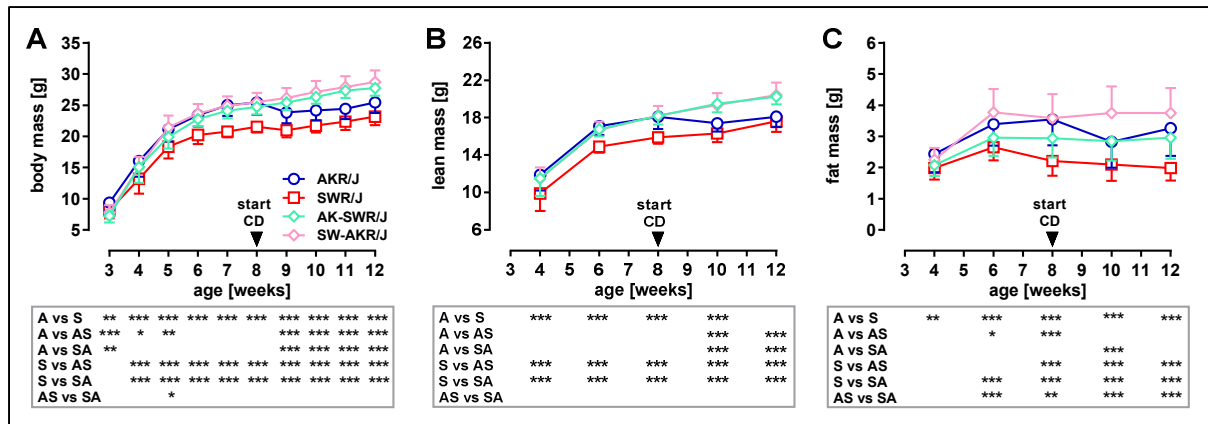 A
body mass [g]
35
30
25
20
15
10
5
AKR/J
SWR/J
AK-SWR/J
SW-AKR/J
start
CD
3 4 5 6 7 8 9 10 11 12
age [weeks]
A vs S ** *** *** *** *** *** *** *** *** ***
A vs AS *** * ** *** *** *** ***
A vs SA ** *** *** *** ***
S vs AS *** *** *** *** *** *** *** *** ***
S vs SA *** *** *** *** *** *** *** *** ***
AS vs SA *
B
lean mass [g]
26
22
18
14
10
6
start
CD
3 4 5 6 7 8 9 10 11 12
age [weeks]
A vs S *** *** *** ***
A vs AS *** ***
A vs SA *** ***
S vs AS *** *** *** *** ***
S vs SA *** *** *** *** ***
AS vs SA
C
fat mass [g]
6
5
4
3
2
1
0
start
CD
3 4 5 6 7 8 9 10 11 12
age [weeks]
A vs S ** *** *** *** ***
A vs AS * ***
A vs SA ***
S vs AS *** *** ***
S vs SA *** *** *** ***
AS vs SA *** ** *** ***